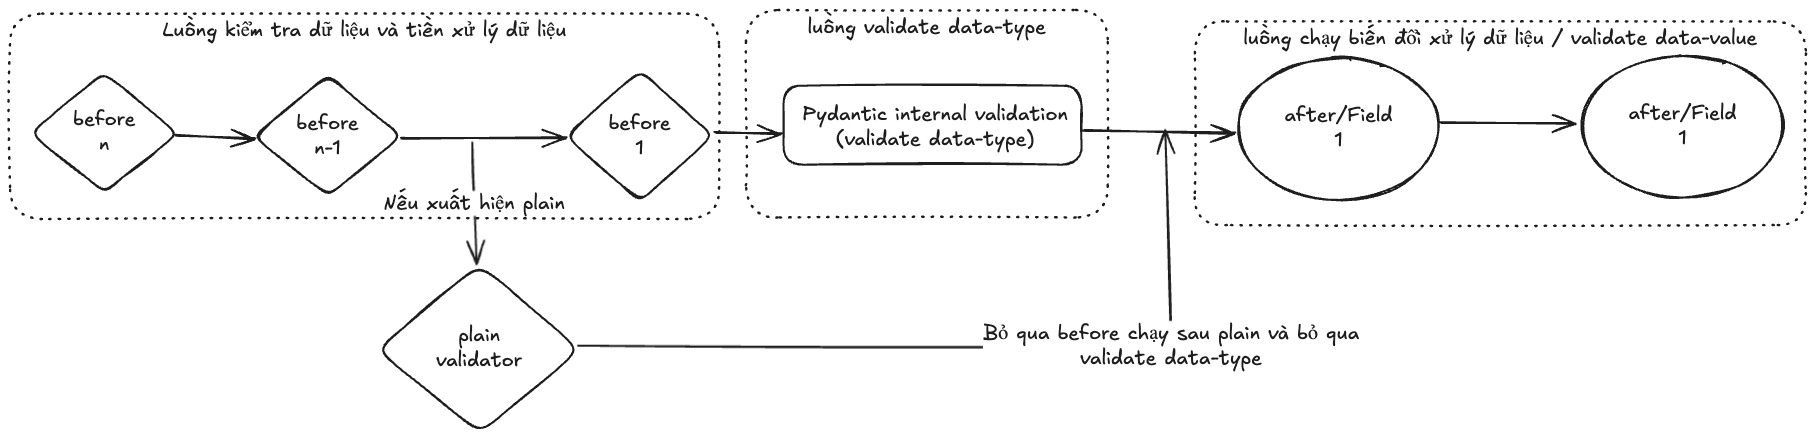 Luồng kiểm tra dữ liệu và tiền xử lý dữ liệu
before
n
before
n-1
before
1
Nếu xuất hiện plain
plain
validator
luồng validate data-type
Pydantic internal validation
(validate data-type)
luồng chạy biến đổi xử lý dữ liệu / validate data-value
after/Field
1
after/Field
1
Bỏ qua before chạy sau plain và bỏ qua
validate data-type